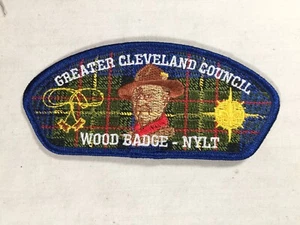 GREATER CLEVELAND COUNCIL
WOOD BADGE - NYLT